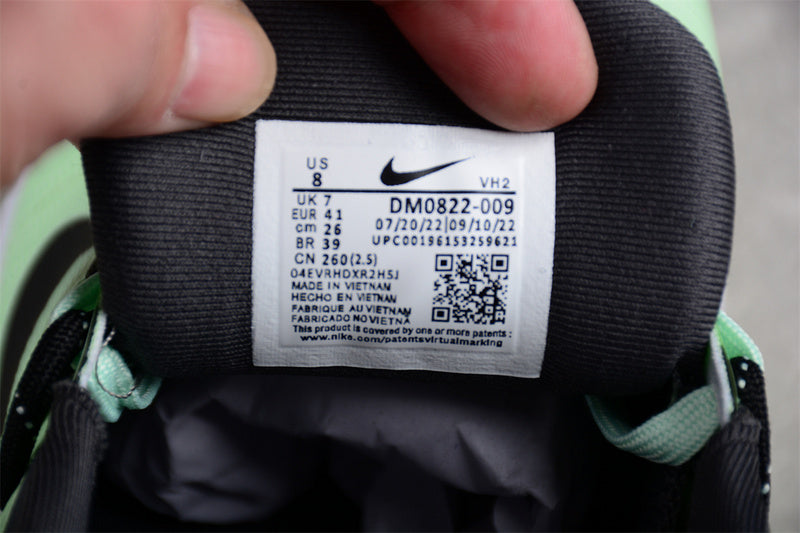 US
8
VH2
UK 7
EUR 41
cm 26
BR 39
CN 260(2.5)
DM0822-009
07/20/22|09/10/22
UPC00196153259621
04EVRHDXR2H5J
MADE IN VIETNAM
HECHO EN VIETNAM
FABRIQUE AU VIETNAM
FABRICADO NO VIETNA
This product is covered by one or more patents :
www.nike.com/patentsvirtualmarking